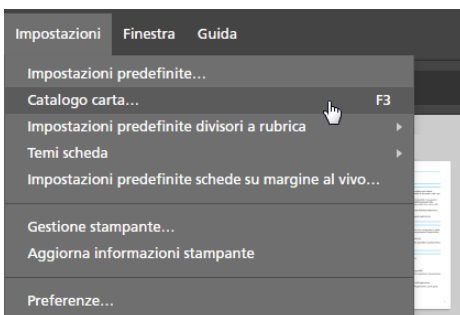 Impostazioni Finestra Guida
Impostazioni predefinite...
Catalogo carta... F3
Impostazioni predefinite divisori a rubrica
Temi scheda
Impostazioni predefinite schede su margine al vivo...
Gestione stampante...
Aggiorna informazioni stampante
Preferenze...